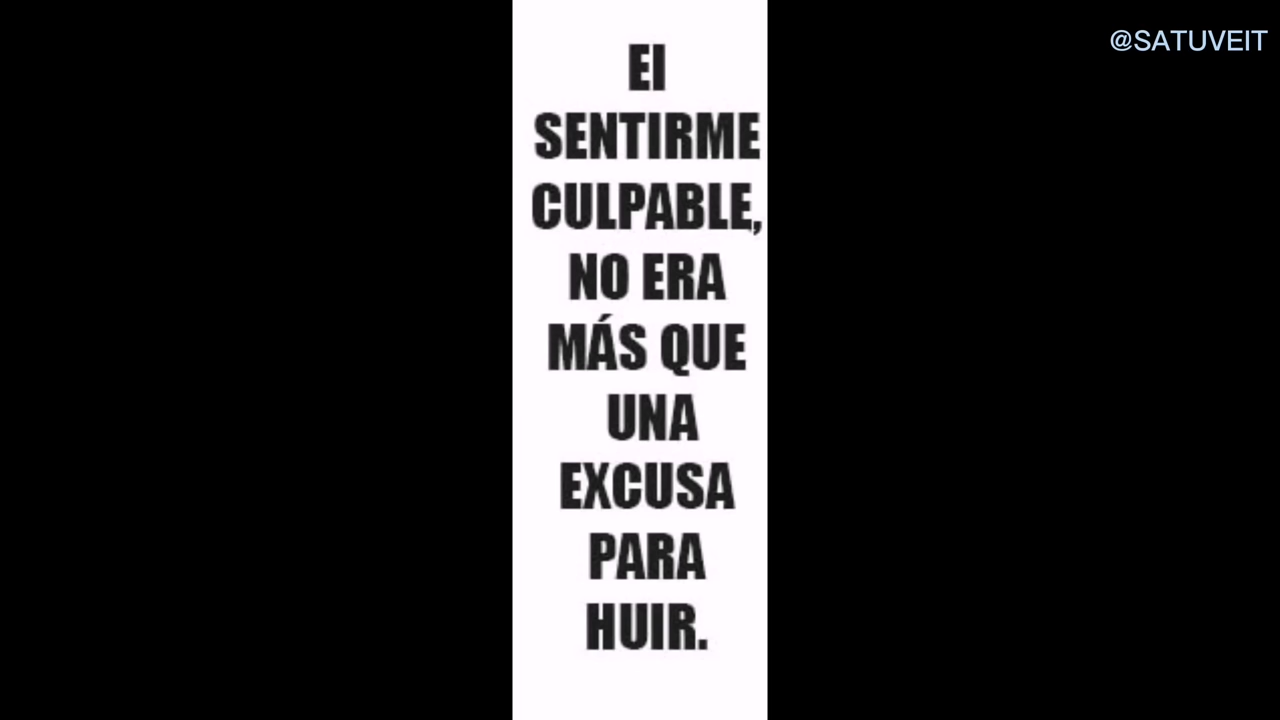 El
SENTIRME
CULPABLE,
NO ERA
MÁS QUE
UNA
EXCUSA
PARA
HUIR.
@SATUVEIT